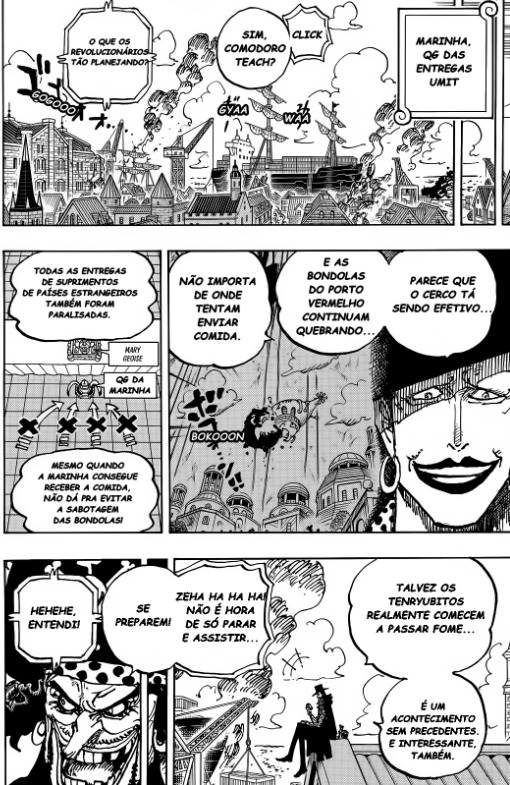 MARINHA,
QG DAS
ENTREGAS
UMIT
CLICK
SIM,
COMODORO
TEACH?
O QUE OS
REVOLUCIONÁRIOS
TÃO PLANEJANDO?
WAA
GYAA
GOGOOON
PARECE QUE
O CERCO TÁ
SENDO EFETIVO...
E AS
BONDOLAS
DO PORTO
VERMELHO
CONTINUAM
QUEBRANDO...
NÃO IMPORTA
DE ONDE
TENTAM
ENVIAR
COMIDA.
BOKOOON
TODAS AS ENTREGAS
DE SUPRIMENTOS
DE PAÍSES ESTRANGEIROS
TAMBÉM FORAM
PARALISADAS.
MARY
GEOISE
QG DA
MARINHA
MESMO QUANDO
A MARINHA CONSEGUE
RECEBER A COMIDA,
NÃO DÁ PRA EVITAR
A SABOTAGEM
DAS BONDOLAS!
TALVEZ OS
TENRYUBITOS
REALMENTE COMECEM
A PASSAR FOME...
É UM
ACONTECIMENTO
SEM PRECEDENTES.
E INTERESSANTE,
TAMBÉM.
ZEHA HA HA HA!
NÃO É HORA
DE SÓ PARAR
E ASSISTIR...
SE
PREPAREM!
HEHEHE,
ENTENDI!